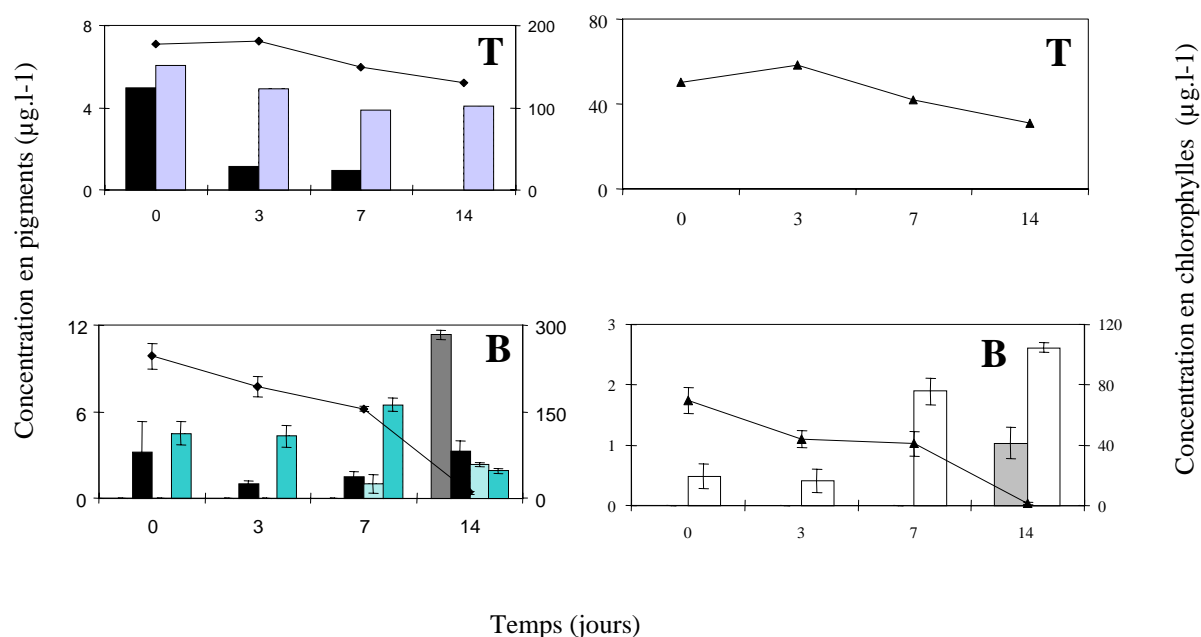 Concentration en pigments (µg.l-1)
8
4
0
200
100
0
T
0 3 7 14
80
40
0
T
0 3 7 14
12
6
0
300
150
0
B
0 3 7 14
3
2
1
0
120
80
40
0
B
0 3 7 14
Concentration en chlorophylles (µg.l-1)
Temps (jours)